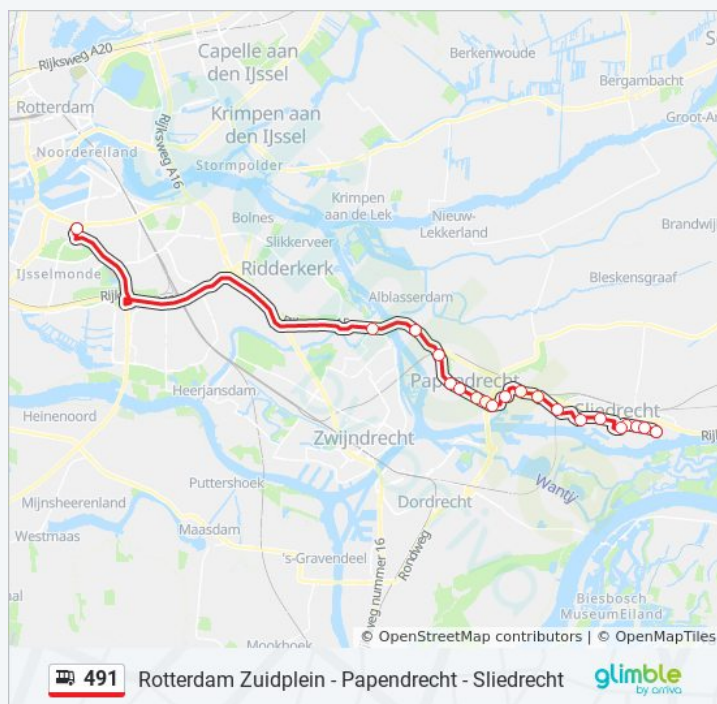 Rijksweg A20
Capelle aan
den IJssel
Berkenwoude
Bergambacht
Rotterdam
Krimpen aan
den IJssel
Groot-Am
Rijksweg A16
Noordereiland
Stormpolder
Krimpen
aan de Lek
Bolnes
Nieuw-
Lekkerland
Brandwij
Slikkerveer
IJsselmonde
Ridderkerk
Bleskensgraaf
Alblasserdam
Rijk
Papendrecht
Sliedrecht
Heerjansdam
Heinenoord
Rij
Zwijndrecht
Puttershoek
Wantij
Mijnsheerenland
Dordrecht
Maasdam
Westmaas
's-Gravendeel
Rondweg
weg nummer 16
Biesbosch
MuseumEiland
Mookhoek
© OpenStreetMap contributors | © OpenMapTiles
491 Rotterdam Zuidplein - Papendrecht - Sliedrecht
glimble
by arriva